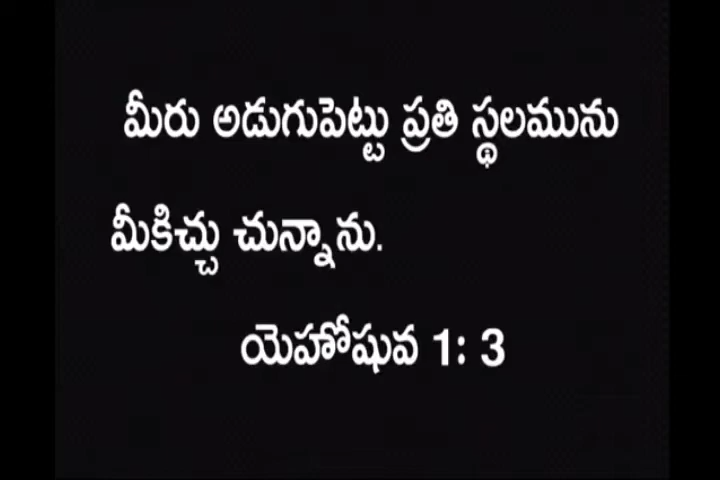 మీరు అడుగుపెట్టు ప్రతి స్థలమును
మీకిచ్చు చున్నాను.
యెహోషువ 1: 3